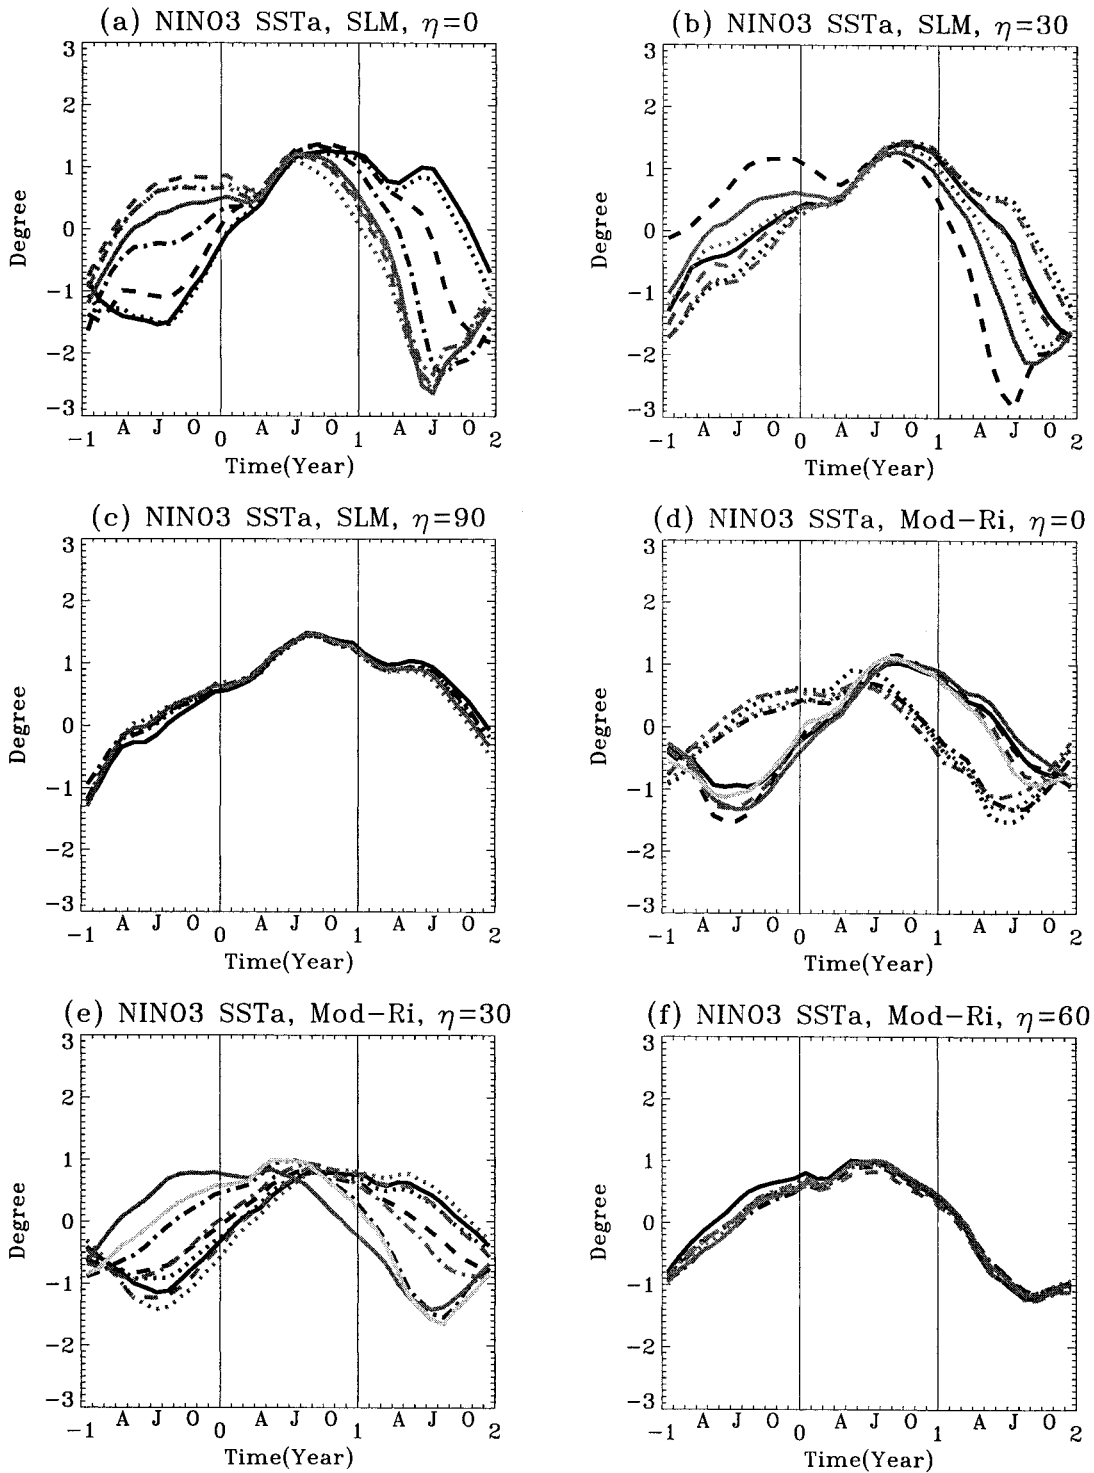 (a) NINO3 SSTa, SLM, η=0
Degree
3
2
1
0
−1
−2
−3
A J O A J O A J O
−1 0 1 2
Time(Year)
(b) NINO3 SSTa, SLM, η=30
Degree
3
2
1
0
−1
−2
−3
A J O A J O A J O
−1 0 1 2
Time(Year)
(c) NINO3 SSTa, SLM, η=90
Degree
3
2
1
0
−1
−2
−3
A J O A J O A J O
−1 0 1 2
Time(Year)
(d) NINO3 SSTa, Mod−Ri, η=0
Degree
3
2
1
0
−1
−2
−3
A J O A J O A J O
−1 0 1 2
Time(Year)
(e) NINO3 SSTa, Mod−Ri, η=30
Degree
3
2
1
0
−1
−2
−3
A J O A J O A J O
−1 0 1 2
Time(Year)
(f) NINO3 SSTa, Mod−Ri, η=60
Degree
3
2
1
0
−1
−2
−3
A J O A J O A J O
−1 0 1 2
Time(Year)